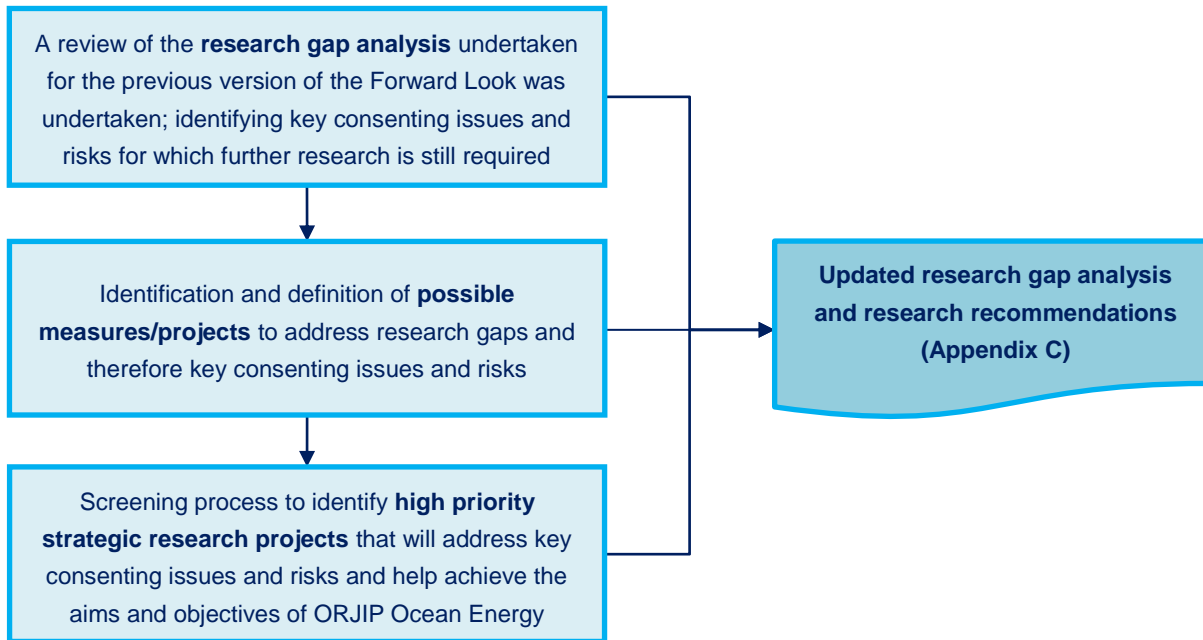 A review of the research gap analysis undertaken
for the previous version of the Forward Look was
undertaken; identifying key consenting issues and
risks for which further research is still required
Identification and definition of possible
measures/projects to address research gaps and
therefore key consenting issues and risks
Screening process to identify high priority
strategic research projects that will address key
consenting issues and risks and help achieve the
aims and objectives of ORJIP Ocean Energy
Updated research gap analysis
and research recommendations
(Appendix C)